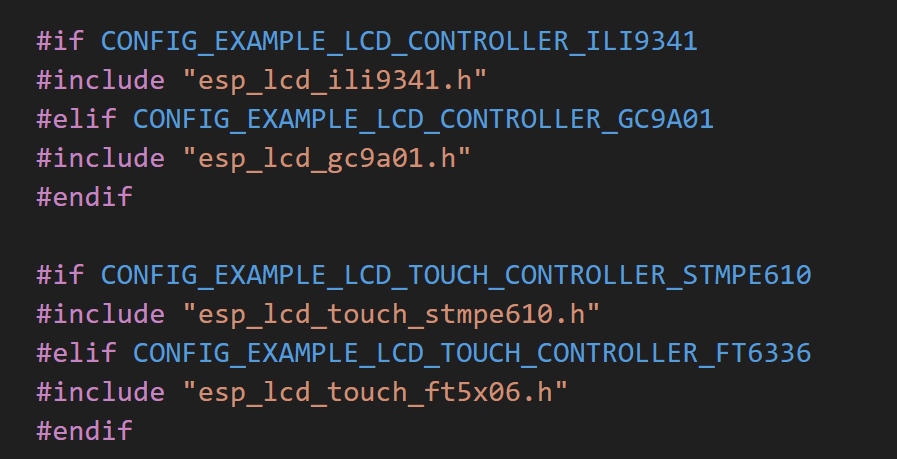 #if CONFIG_EXAMPLE_LCD_CONTROLLER_ILI9341
#include "esp_lcd_ili9341.h"
#elif CONFIG_EXAMPLE_LCD_CONTROLLER_GC9A01
#include "esp_lcd_gc9a01.h"
#endif
#if CONFIG_EXAMPLE_LCD_TOUCH_CONTROLLER_STMPE610
#include "esp_lcd_touch_stmpe610.h"
#elif CONFIG_EXAMPLE_LCD_TOUCH_CONTROLLER_FT6336
#include "esp_lcd_touch_ft5x06.h"
#endif